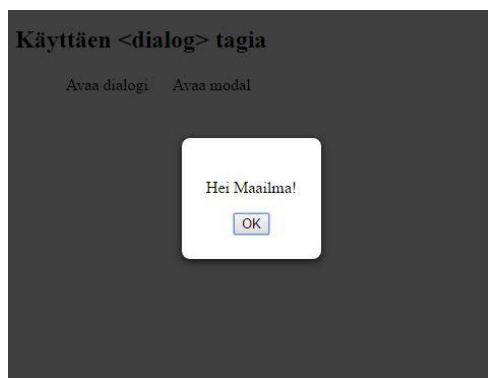 Käyttäen <dialog> tagia
Avaa dialogi Avaa modal
Hei Maailma!
OK